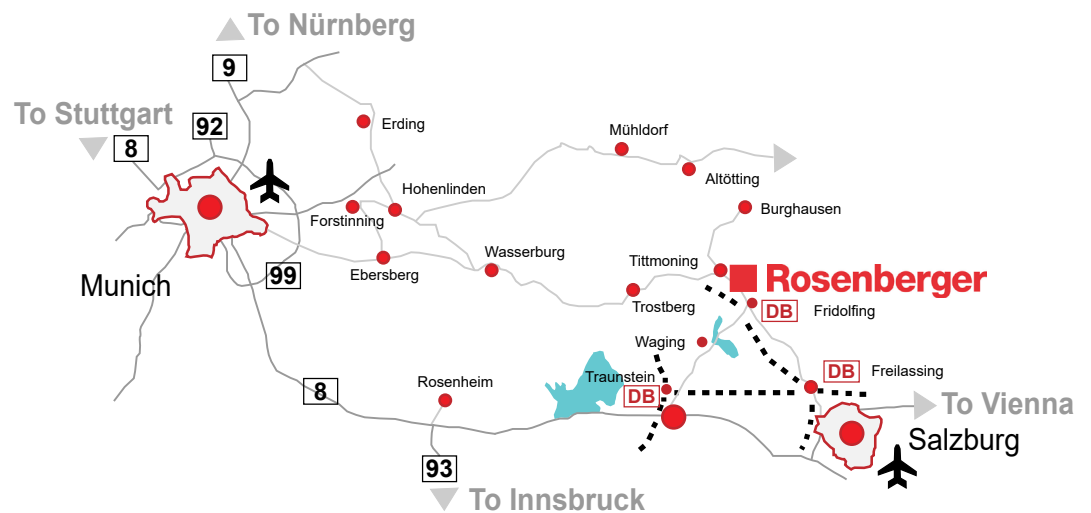 To Nürnberg
9
To Stuttgart
92
8
Erding
Mühldorf
Altötting
Hohenlinden
Forstinning
Burghausen
Wasserburg
Tittmoning
Ebersberg
99
Munich
Rosenberger
Trostberg
DB Fridolfing
Waging
Traunstein
DB
DB Freilassing
Rosenheim
8
To Vienna
Salzburg
93
To Innsbruck